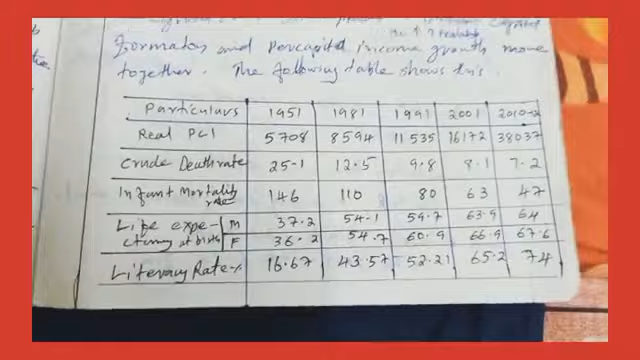 Formation and Percapital income growth move
together. The following table shows this.
Particulars 1951 1981 1991 2001 2010-2
Real PCI 5708 8594 11535 16172 38037
Crude Death rate 25-1 12.5 9.8 8.1 7.2
Infant Mortality rate 146 110 80 63 47
Life expe- M 37.2 54.1 59.7 63.9 64
ctancy at birth F 36.2 54.7 60.9 66.9 67.6
Literacy Rate-% 16.67 43.57 52.21 65.2 74